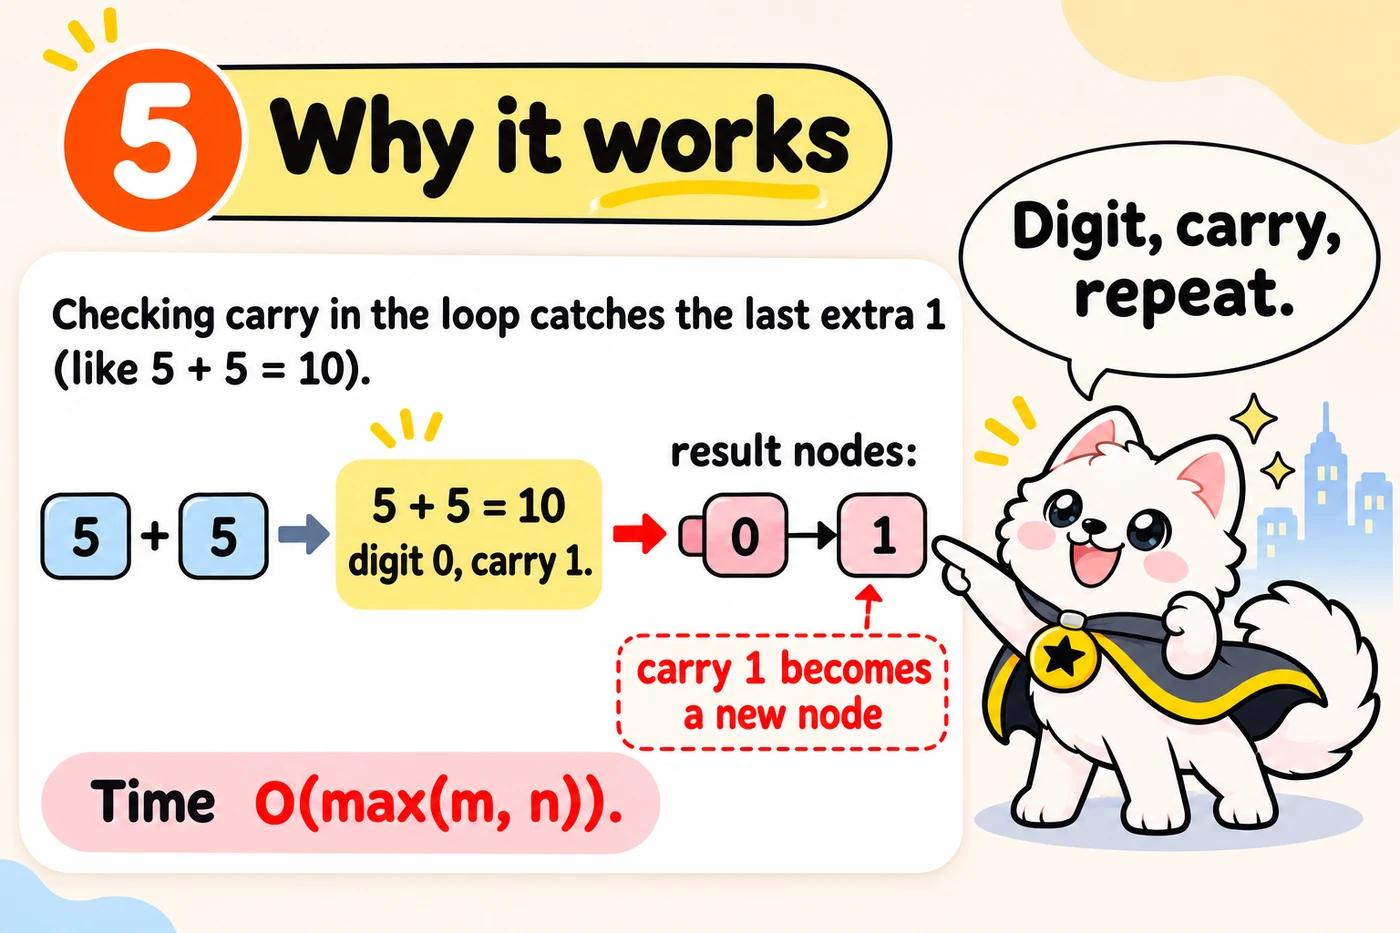 5
Why it works
Digit, carry,
repeat.
Checking carry in the loop catches the last extra 1
(like 5 + 5 = 10).
result nodes:
5 + 5
5 + 5 = 10
digit 0, carry 1.
0
1
carry 1 becomes
a new node
Time O(max(m, n)).